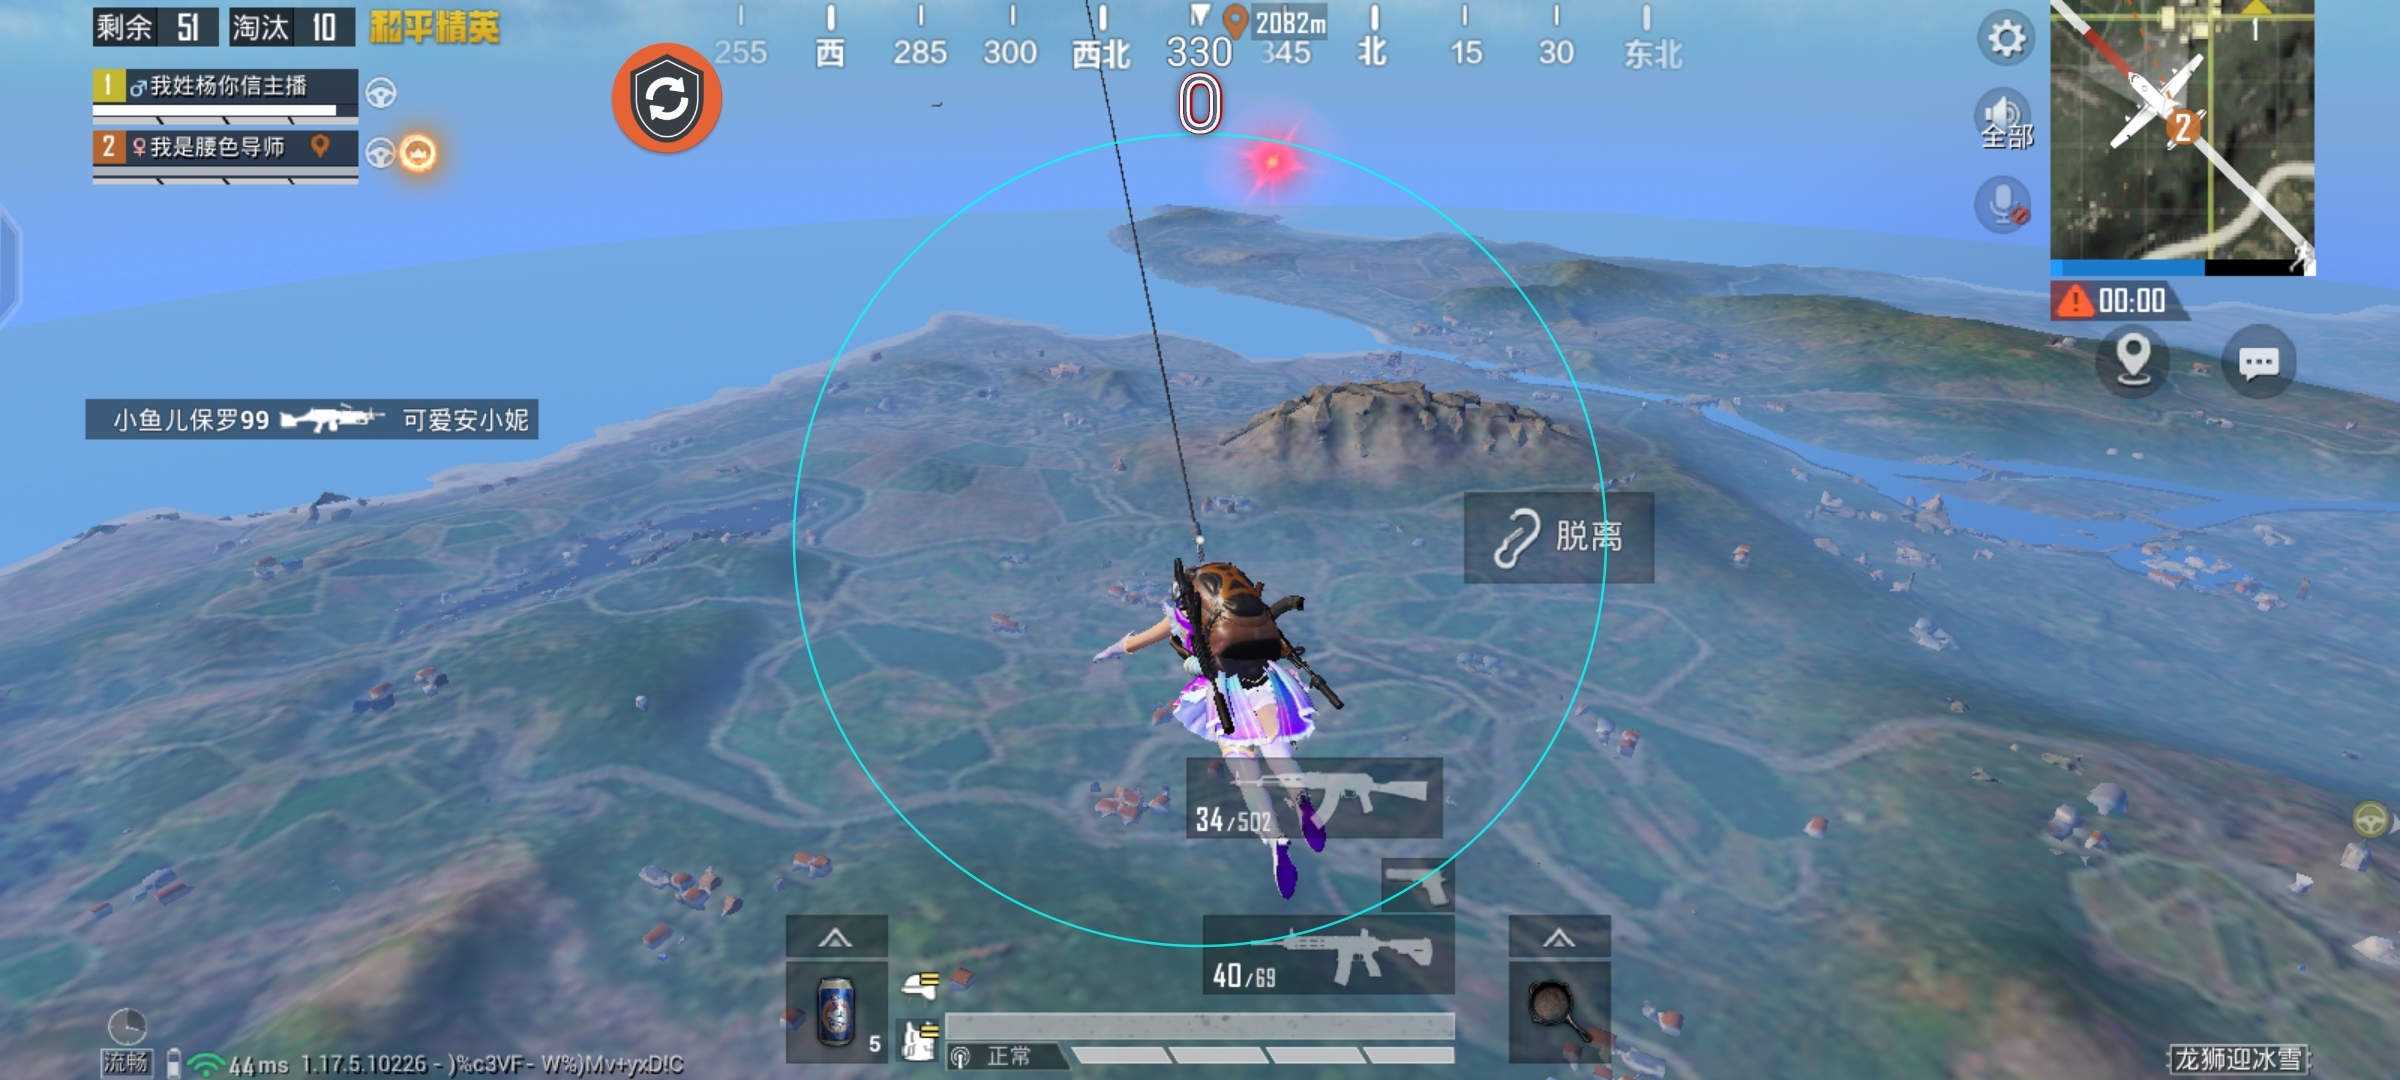 剩余 51 淘汰 10 和平精英
1 ♂我姓杨你信主播
2 ♀我是腰色导师
255 西 285 300 西北 330 345 北 15 30 东北
2082m
0
全部
1
2
00:00
小鱼儿保罗99 可爱安小妮
脱离
34/502
40/69
5
正常
流畅 44ms 1.17.5.10226 - )%c3VF - W%)Mv+yxD!C
龙狮迎冰雪